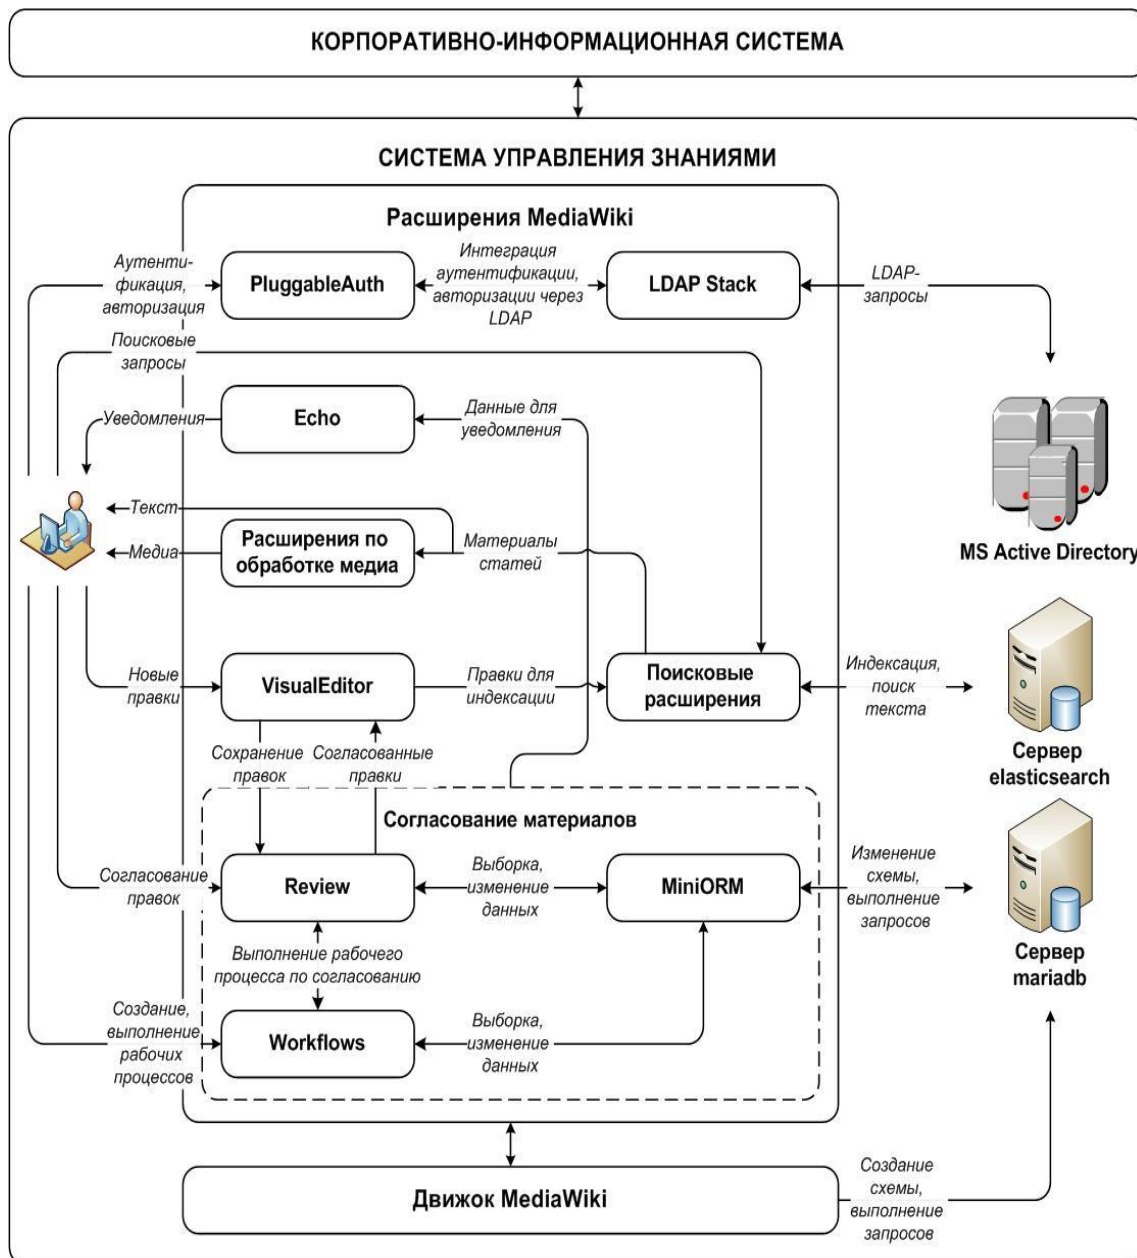 КОРПОРАТИВНО-ИНФОРМАЦИОННАЯ СИСТЕМА
СИСТЕМА УПРАВЛЕНИЯ ЗНАНИЯМИ
Расширения MediaWiki
Аутенти-
фикация,
авторизация
PluggableAuth
Интеграция
аутентификации,
авторизации через
LDAP
LDAP Stack
LDAP-
запросы
Поисковые
запросы
Уведомления
Echo
Данные для
уведомления
MS Active Directory
Текст
Медиа
Расширения по
обработке медиа
Материалы
статей
Новые
правки
VisualEditor
Правки для
индексации
Поисковые
расширения
Индексация,
поиск
текста
Сервер
elasticsearch
Сохранение
правок
Согласованные
правки
Согласование материалов
Согласование
правок
Review
Выборка,
изменение
данных
MiniORM
Изменение
схемы,
выполнение
запросов
Сервер
mariadb
Выполнение рабочего
процесса по согласованию
Создание,
выполнение
рабочих
процессов
Workflows
Выборка,
изменение
данных
Движок MediaWiki
Создание
схемы,
выполнение
запросов